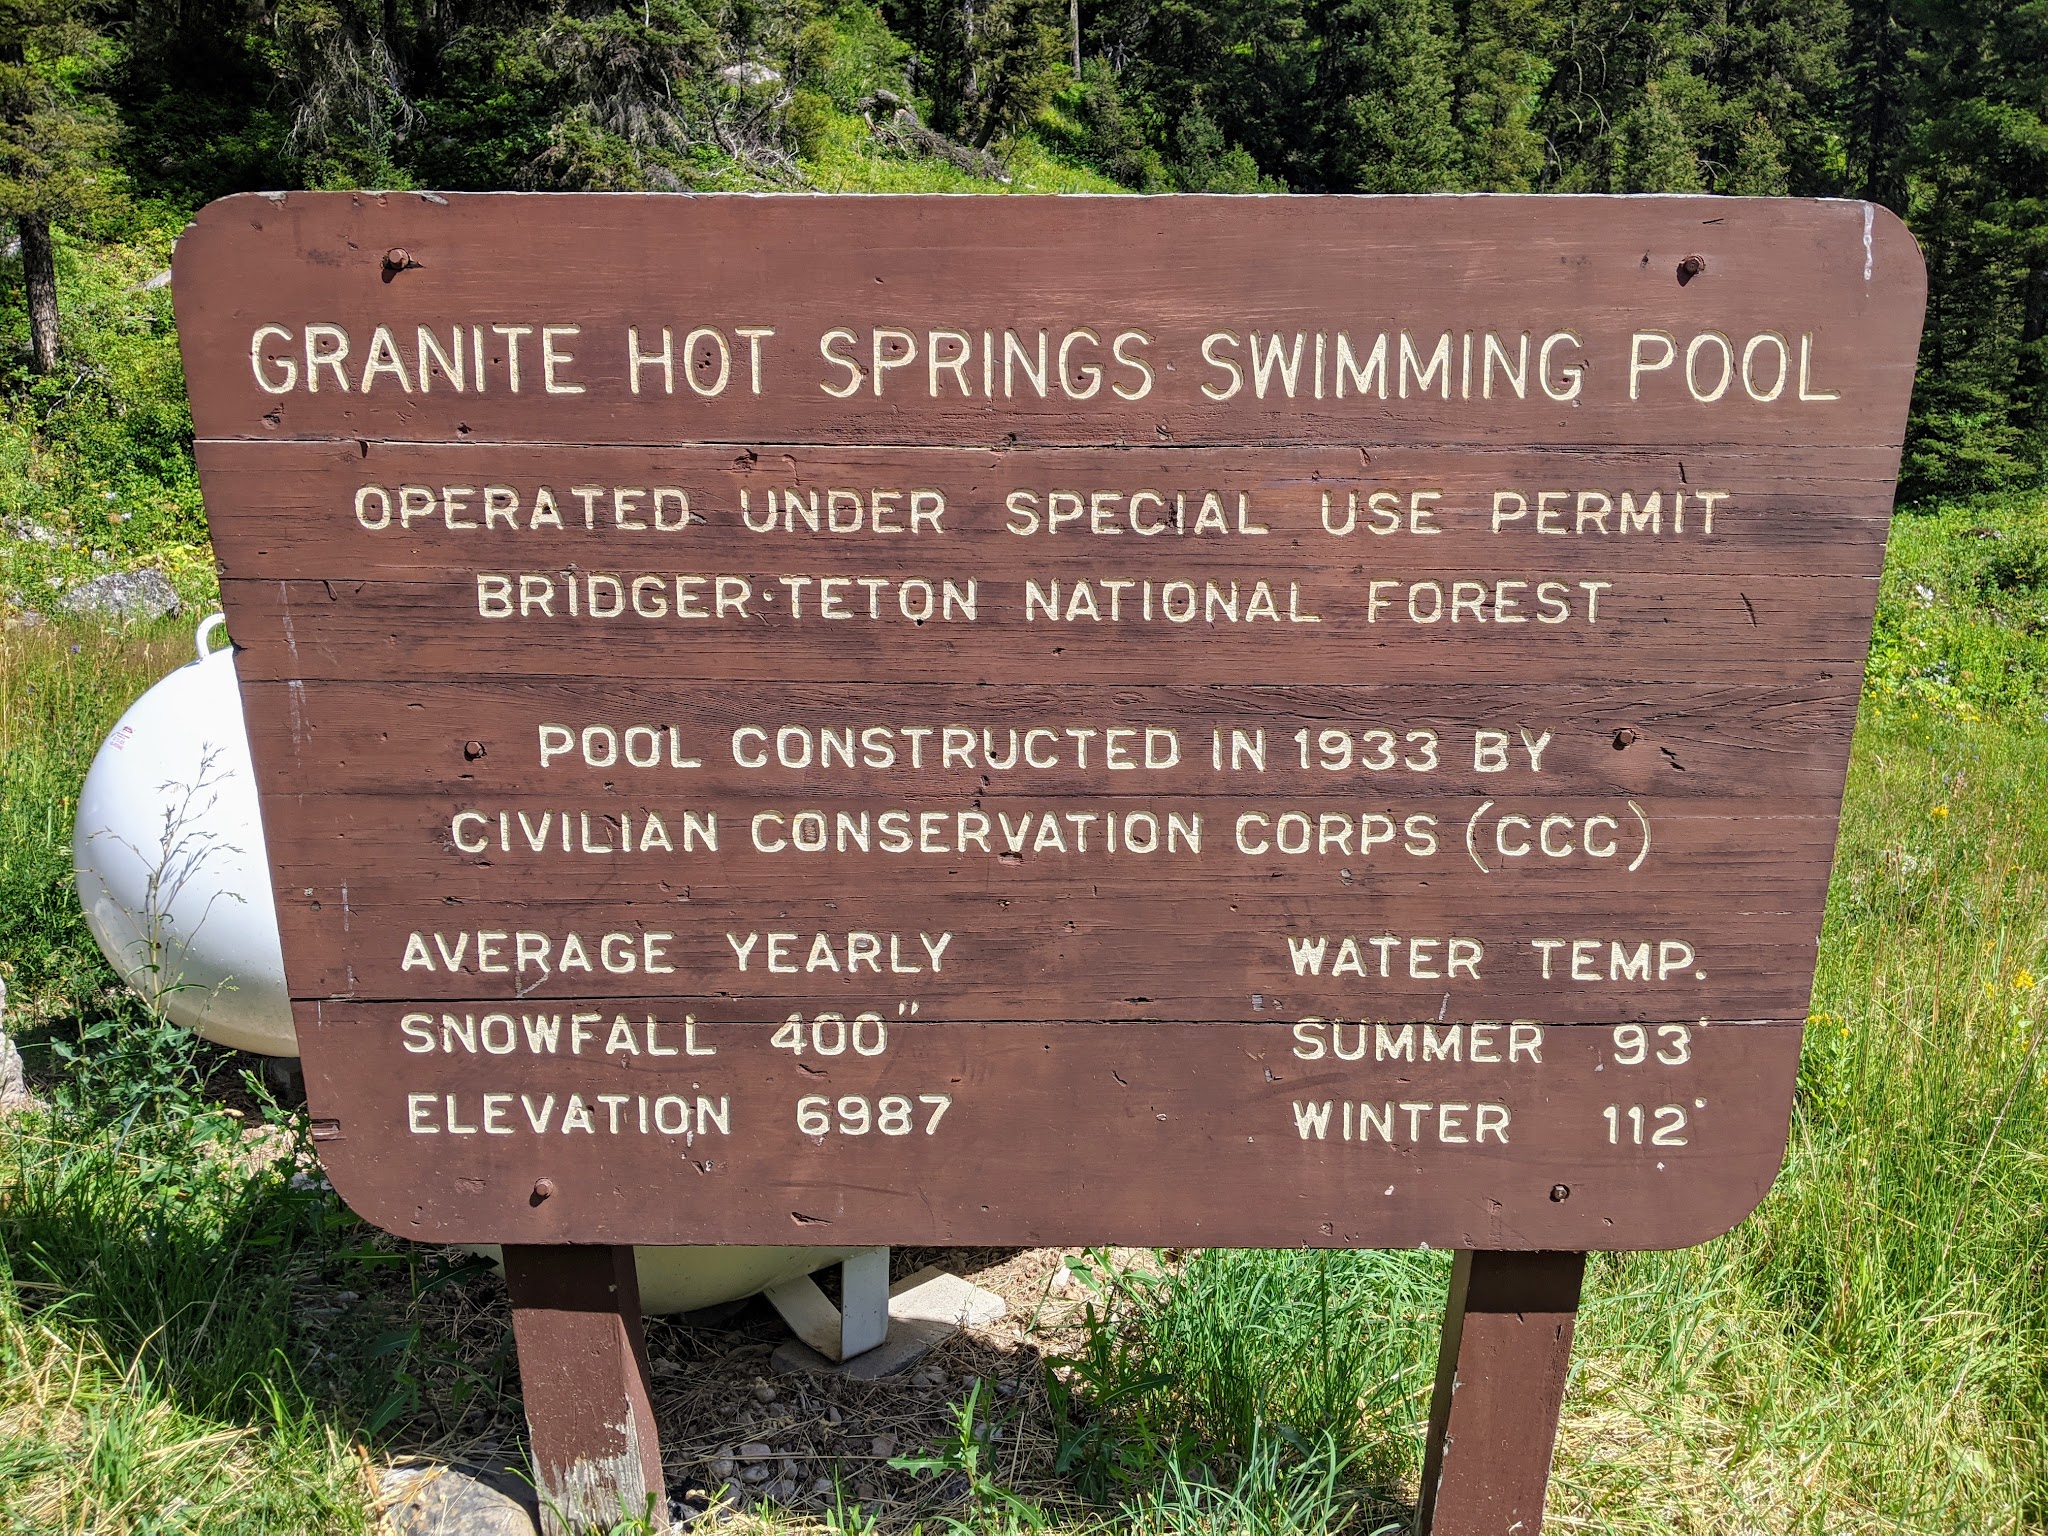 GRANITE HOT SPRINGS SWIMMING POOL
OPERATED UNDER SPECIAL USE PERMIT
BRIDGER·TETON NATIONAL FOREST
POOL CONSTRUCTED IN 1933 BY
CIVILIAN CONSERVATION CORPS (CCC)
AVERAGE YEARLY
SNOWFALL 400"
ELEVATION 6987
WATER TEMP.
SUMMER 93°
WINTER 112°